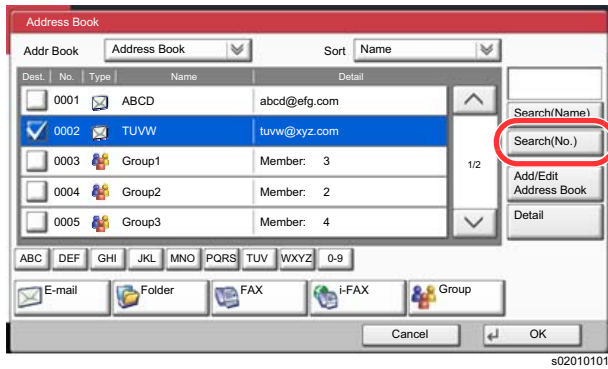 Address Book
Addr Book Address Book Sort Name
Dest. No. Type Name Detail
0001 ABCD abcd@efg.com
Search(Name)
0002 TUVW tuvw@xyz.com
Search(No.)
0003 Group1 Member: 3
1/2
Add/Edit
Address Book
0004 Group2 Member: 2
0005 Group3 Member: 4
Detail
ABC DEF GHI JKL MNO PQRS TUV WXYZ 0-9
E-mail Folder FAX i-FAX Group
Cancel OK
s02010101